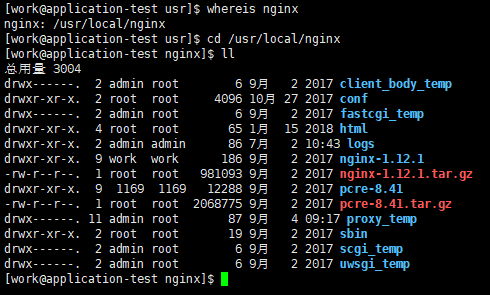 [work@application-test usr]$ whereis nginx
nginx: /usr/local/nginx
[work@application-test usr]$ cd /usr/local/nginx
[work@application-test nginx]$ ll
总用量 3004
drwx------.  2 admin root        6 9月   2 2017 client_body_temp
drwxr-xr-x.  2 root  root     4096 10月 27 2017 conf
drwx------.  2 admin root        6 9月   2 2017 fastcgi_temp
drwxr-xr-x.  4 root  root       65 1月  15 2018 html
drwxr-xr-x.  2 admin admin      86 7月   2 10:43 logs
drwxr-xr-x.  9 work  work      186 9月   2 2017 nginx-1.12.1
-rw-r--r--.  1 root  root   981093 9月   2 2017 nginx-1.12.1.tar.gz
drwxr-xr-x.  9  1169  1169   12288 9月   2 2017 pcre-8.41
-rw-r--r--.  1 root  root  2068775 9月   2 2017 pcre-8.41.tar.gz
drwx------. 11 admin root       87 9月   4 09:17 proxy_temp
drwxr-xr-x.  2 root  root       19 9月   2 2017 sbin
drwx------.  2 admin root        6 9月   2 2017 scgi_temp
drwx------.  2 admin root        6 9月   2 2017 uwsgi_temp
[work@application-test nginx]$